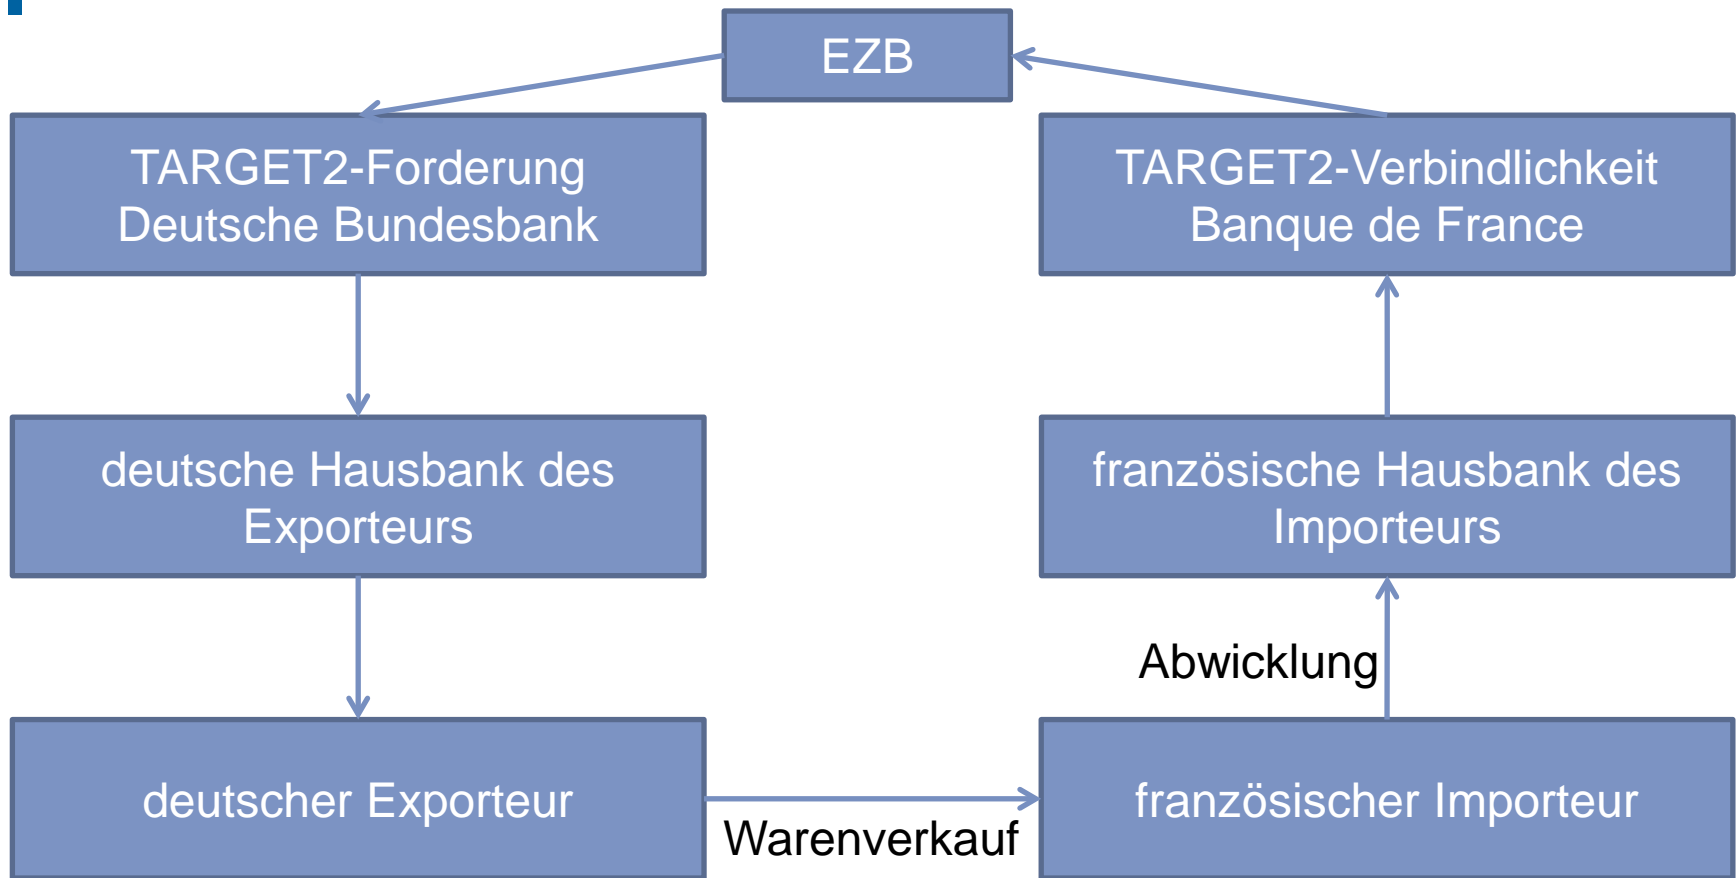 EZB
TARGET2-Forderung
Deutsche Bundesbank
TARGET2-Verbindlichkeit
Banque de France
deutsche Hausbank des
Exporteurs
französische Hausbank des
Importeurs
Abwicklung
deutscher Exporteur
Warenverkauf
französischer Importeur